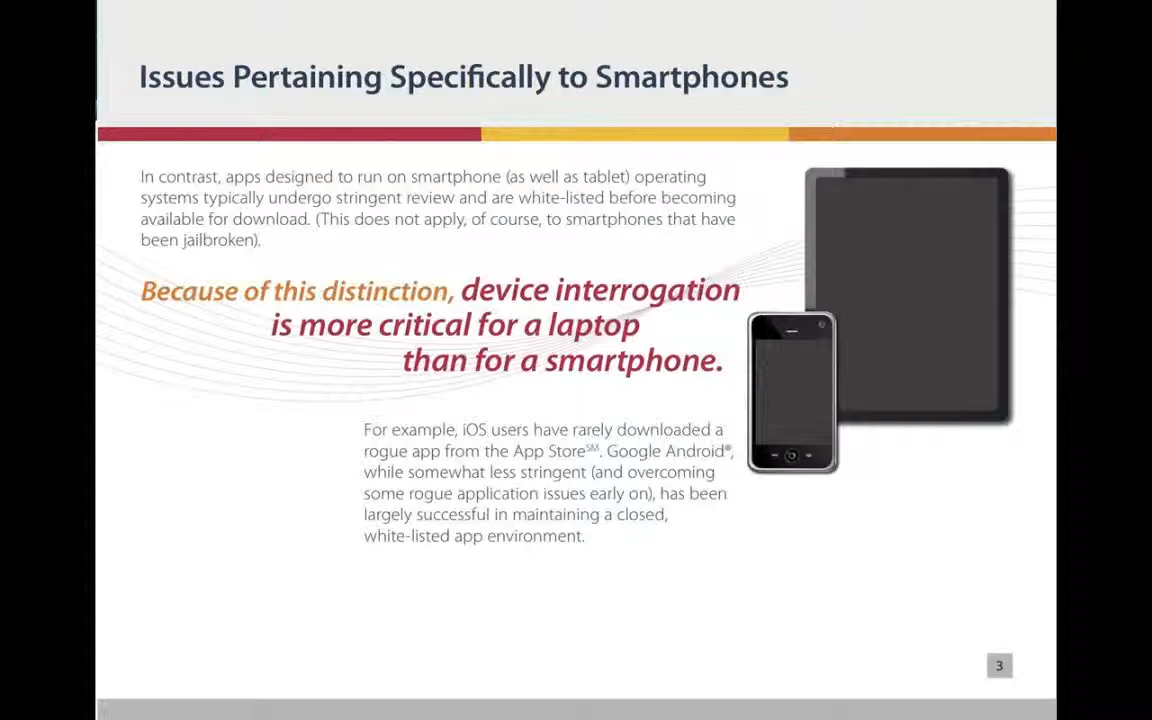 Issues Pertaining Specifically to Smartphones
In contrast, apps designed to run on smartphone (as well as tablet) operating
systems typically undergo stringent review and are white-listed before becoming
available for download. (This does not apply, of course, to smartphones that have
been jailbroken).
Because of this distinction, device interrogation
is more critical for a laptop
than for a smartphone.
For example, iOS users have rarely downloaded a
rogue app from the App Store℠. Google Android®,
while somewhat less stringent (and overcoming
some rogue application issues early on), has been
largely successful in maintaining a closed,
white-listed app environment.
3